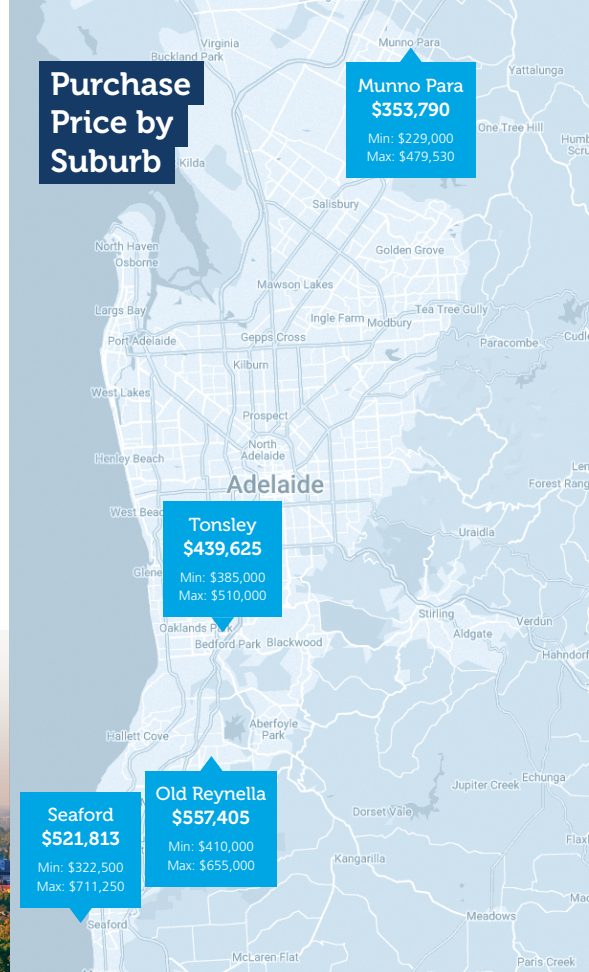 Purchase
Price by
Suburb
Virginia
Buckland Park
Munno Para
Yattalunga
Munno Para
$353,790
Min: $229,000
Max: $479,530
One Tree Hill
Kilda
Salisbury
North Haven
Osborne
Golden Grove
Mawson Lakes
Largs Bay
Ingle Farm
Modbury
Tea Tree Gully
Port Adelaide
Gepps Cross
Paracombe
Kilburn
West Lakes
Prospect
North
Adelaide
Henley Beach
Adelaide
Forest Rang
West Beac
Tonsley
$439,625
Min: $385,000
Max: $510,000
Uraidla
Glene
Stirling
Verdun
Aldgate
Oaklands Park
Bedford Park
Blackwood
Hahndorf
Aberfoyle
Park
Hallett Cove
Echunga
Jupiter Creek
Old Reynella
$557,405
Min: $410,000
Max: $655,000
Seaford
$521,813
Min: $322,500
Max: $711,250
Dorset Vale
Kangarilla
Seaford
Meadows
McLaren Flat
Paris Creek